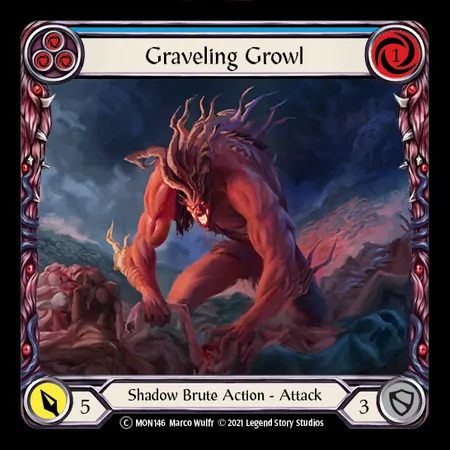 Graveling Growl
1
5
Shadow Brute Action - Attack
3
C MON146 Marco Wulfr © 2021 Legend Story Studios